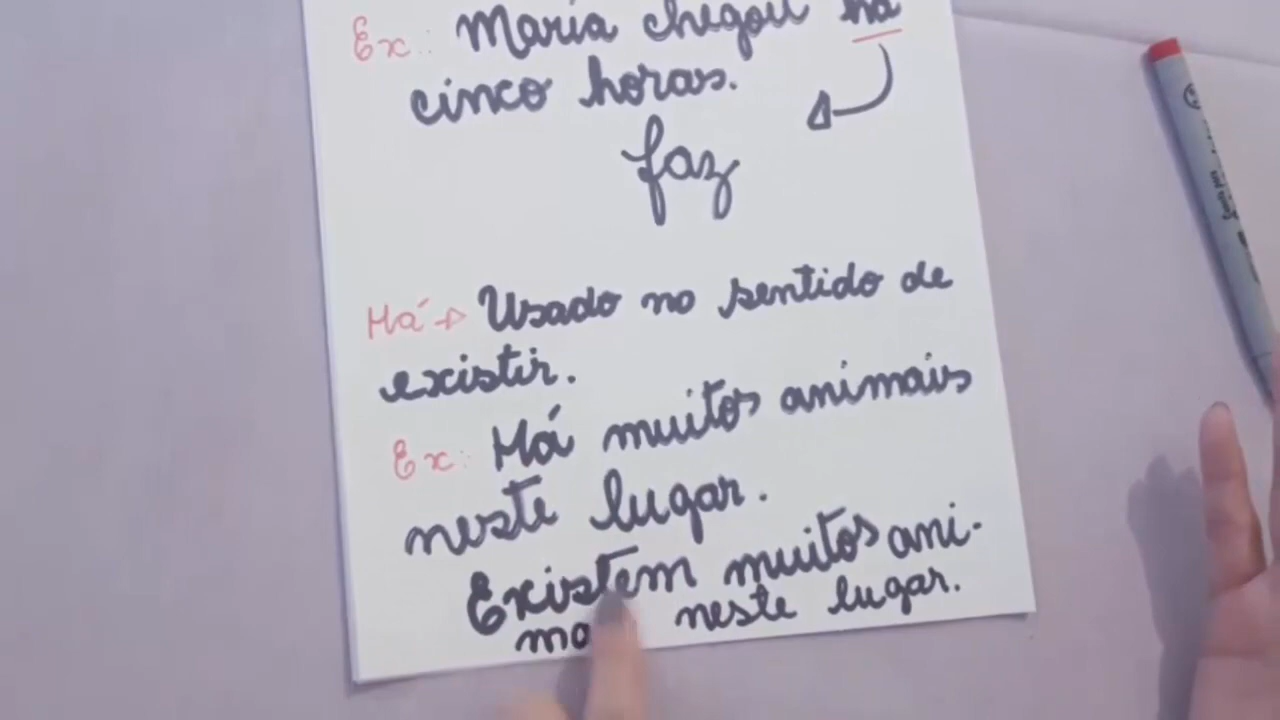 Ex.: Maria chegou há
cinco horas.
faz
Há → Usado no sentido de
existir.
Ex: Há muitos animais
neste lugar.
Existem muitos ani-
neste lugar.